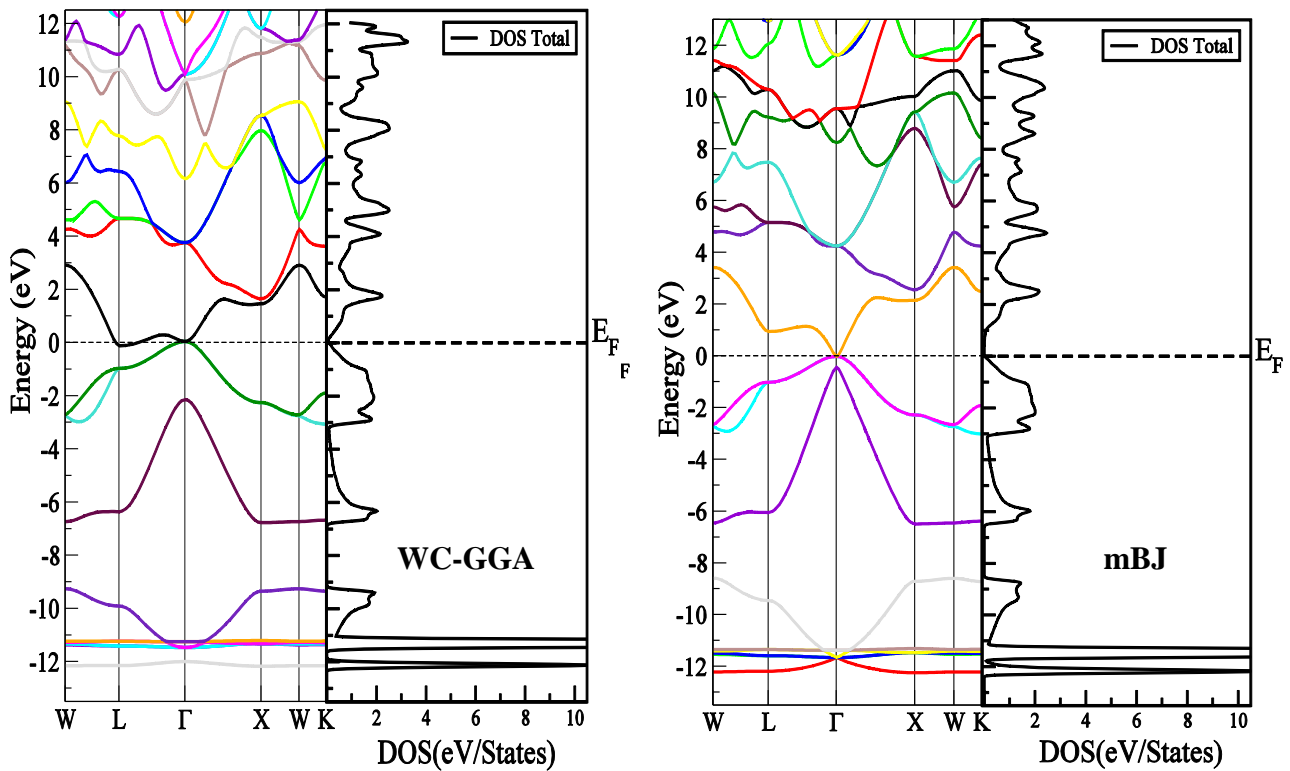 12
10
8
6
4
2
0
-2
-4
-6
-8
-10
-12
Energy (eV)
W L Γ X W K
DOS Total
E_F
F
WC-GGA
2 4 6 8 10
DOS(eV/States)
12
10
8
6
4
2
0
-2
-4
-6
-8
-10
-12
Energy (eV)
W L Γ X W K
DOS Total
E_F
mBJ
2 4 6 8 10
DOS(eV/States)